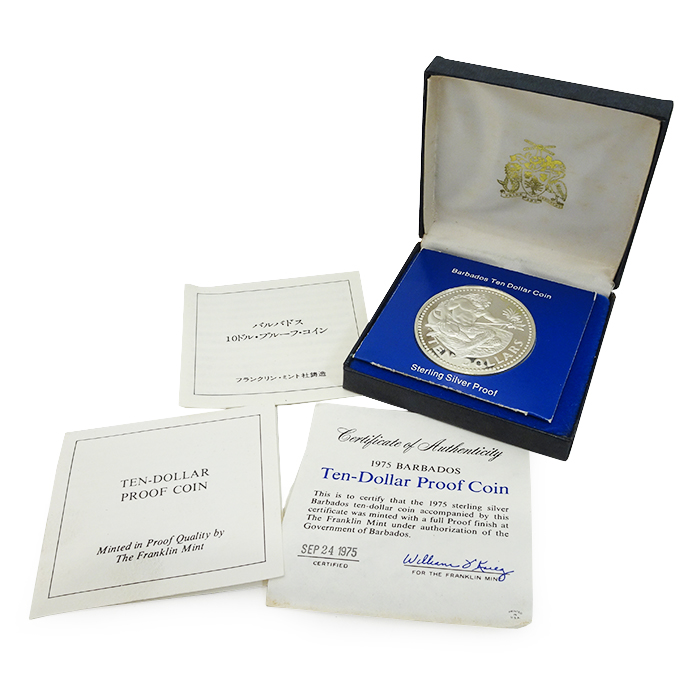 Barbados Ten Dollar Coin
TEN DOLLARS
Sterling Silver Proof
バルバドス
10ドル・プルーフ・コイン
フランクリン・ミント社鋳造
TEN-DOLLAR
PROOF COIN
Minted in Proof Quality by
The Franklin Mint
Certificate of Authenticity
1975 BARBADOS
Ten-Dollar Proof Coin
This is to certify that the 1975 sterling silver
Barbados ten-dollar coin accompanied by this
certificate was minted with a full Proof finish at
The Franklin Mint under authorization of the
Government of Barbados.
SEP 24 1975
CERTIFIED
FOR THE FRANKLIN MINT